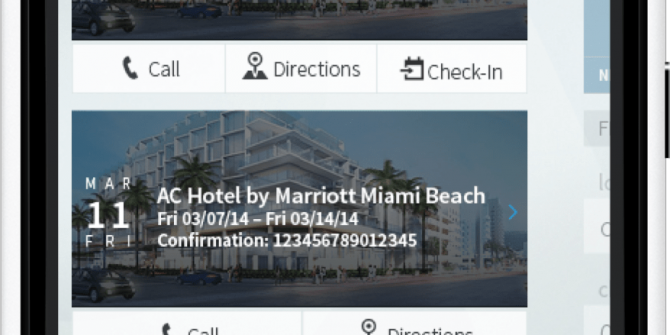 Call
Directions
Check-In
MAR
11
FRI
AC Hotel by Marriott Miami Beach
Fri 03/07/14 – Fri 03/14/14
Confirmation: 123456789012345
Call
Directions